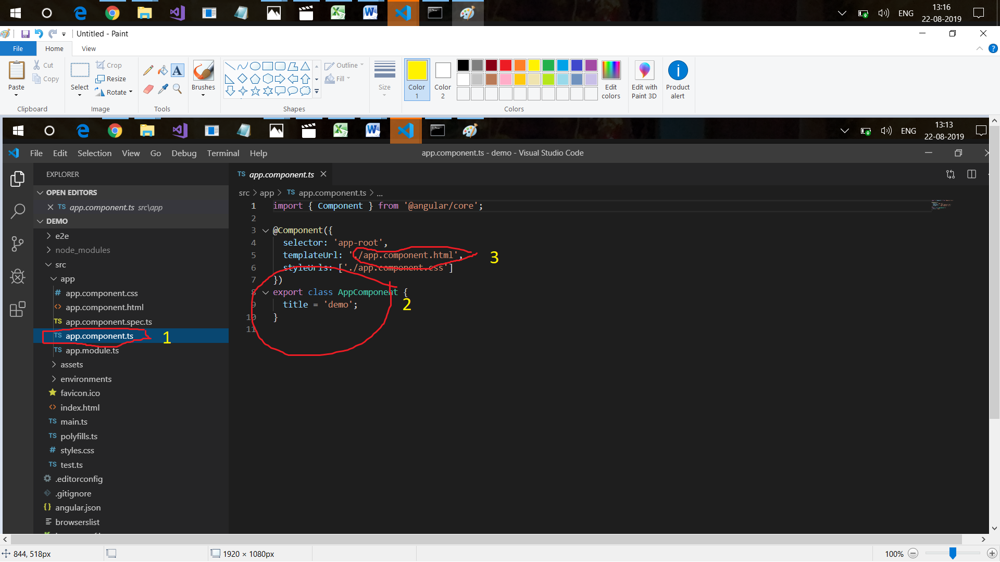 13:16
ENG
22-08-2019
Untitled - Paint
File Home View
Cut
Copy
Paste
Clipboard
Crop
Resize
Rotate
Select
Image
A
Tools
Brushes
Outline
Fill
Shapes
Size
Color 1
Color 2
Edit colors
Colors
Edit with Paint 3D
Product alert
13:13
ENG
22-08-2019
File Edit Selection View Go Debug Terminal Help
app.component.ts - demo - Visual Studio Code
EXPLORER
OPEN EDITORS
TS app.component.ts src\app
DEMO
e2e
node_modules
src
app
# app.component.css
<> app.component.html
TS app.component.spec.ts
TS app.component.ts 1
TS app.module.ts
assets
environments
favicon.ico
<> index.html
TS main.ts
TS polyfills.ts
# styles.css
TS test.ts
.editorconfig
.gitignore
{} angular.json
browserslist
TS app.component.ts
src > app > TS app.component.ts > ...
1 import { Component } from '@angular/core';
2
3 @Component({
4 selector: 'app-root',
5 templateUrl: './app.component.html', 3
6 styleUrls: ['./app.component.css']
7 })
8 export class AppComponent {
9 title = 'demo'; 2
10 }
11
844, 518px
1920 × 1080px
100%